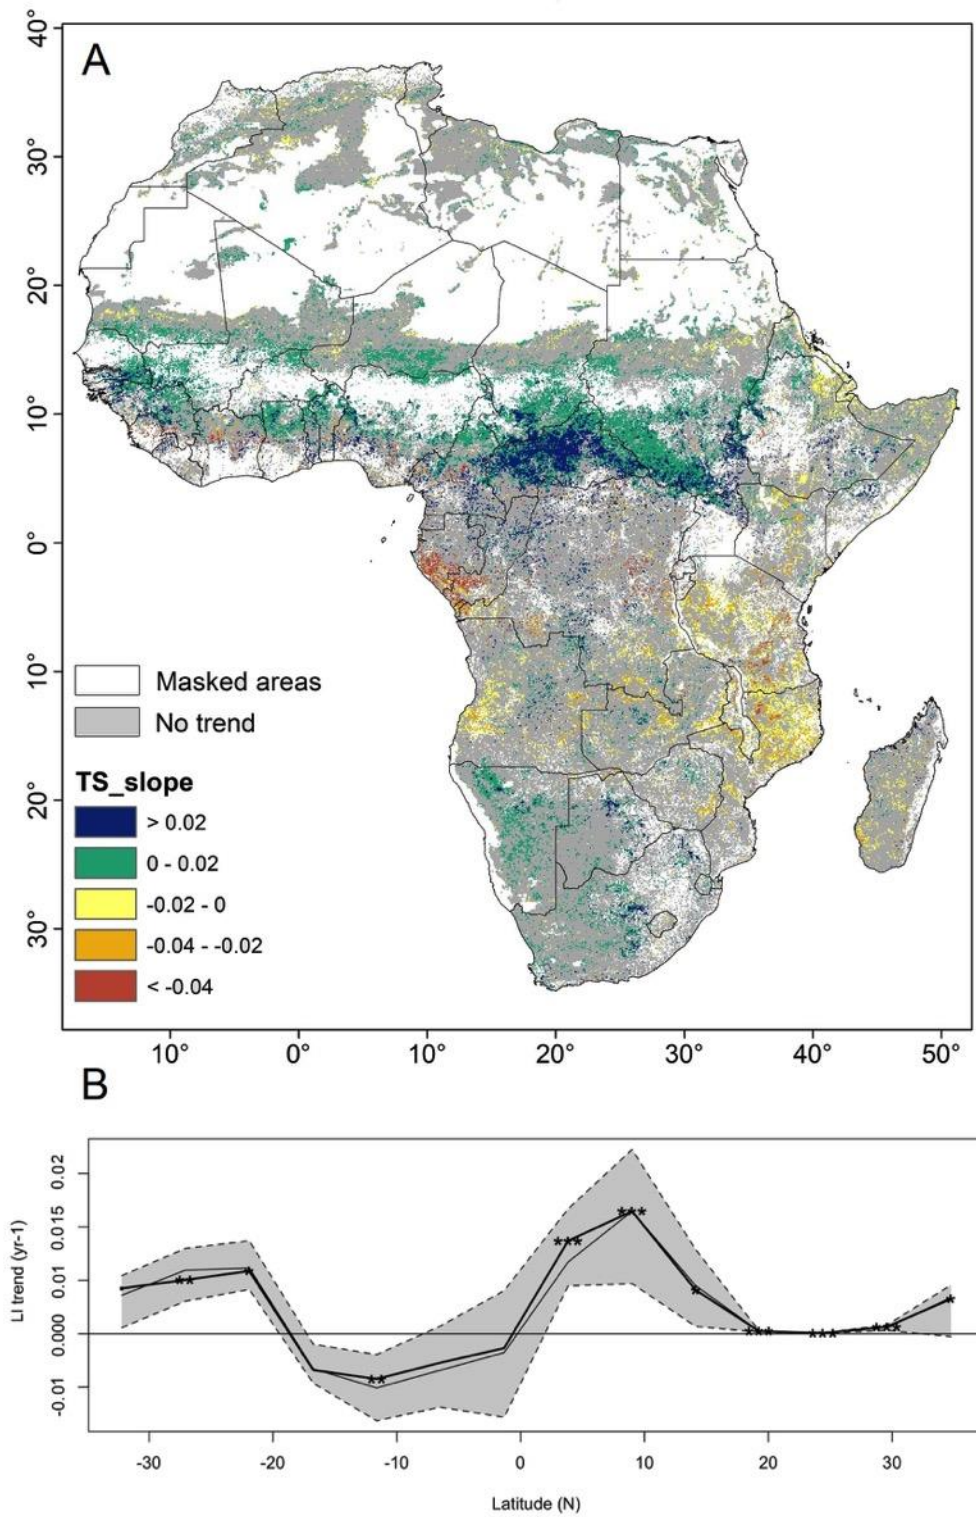 A
40°
30°
20°
10°
0°
10°
20°
30°
Masked areas
No trend
TS_slope
> 0.02
0 - 0.02
-0.02 - 0
-0.04 - -0.02
< -0.04
10° 0° 10° 20° 30° 40° 50°
B
LI trend (yr-1)
0.02
0.015
0.01
0.000
-0.01
** * ** *** *** * *** *** *** *
-30 -20 -10 0 10 20 30
Latitude (N)